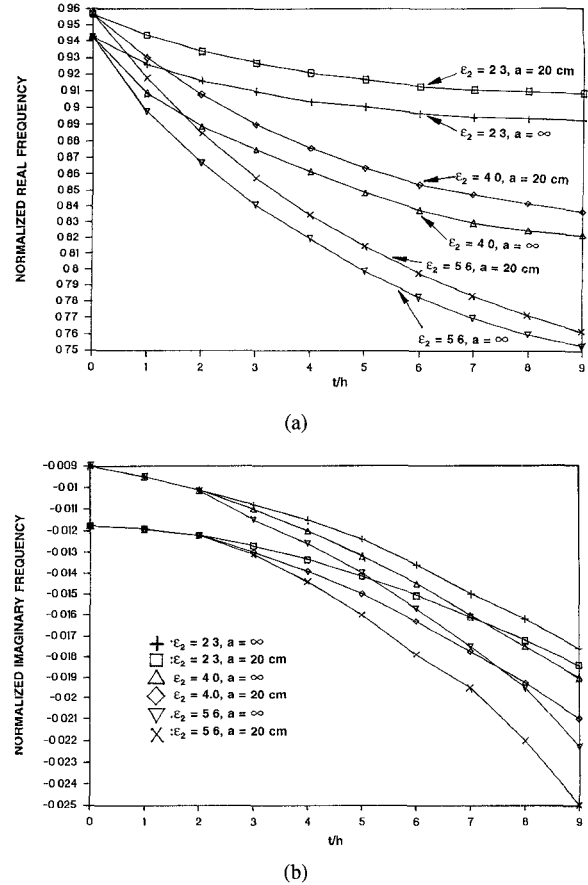 0 96
0 95
0 94
0 93
0 92
0 91
0 9
0 89
0 88
0 87
0 86
0 85
0 84
0 83
0 82
0 81
0 8
0 79
0 78
0 77
0 76
0 75
NORMALIZED REAL FREQUENCY
ε₂ = 2 3, a = 20 cm
ε₂ = 2 3, a = ∞
ε₂ = 4 0, a = 20 cm
ε₂ = 4 0, a = ∞
ε₂ = 5 6, a = 20 cm
ε₂ = 5 6, a = ∞
0 1 2 3 4 5 6 7 8 9
t/h
(a)
−0 009
−0 01
−0 011
−0 012
−0 013
−0 014
−0 015
−0 016
−0 017
−0 018
−0 019
−0 02
−0 021
−0 022
−0 023
−0 024
−0 025
NORMALIZED IMAGINARY FREQUENCY
:ε₂ = 2 3, a = ∞
:ε₂ = 2 3, a = 20 cm
:ε₂ = 4 0, a = ∞
:ε₂ = 4.0, a = 20 cm
:ε₂ = 5 6, a = ∞
:ε₂ = 5 6, a = 20 cm
0 1 2 3 4 5 6 7 8 9
t/h
(b)